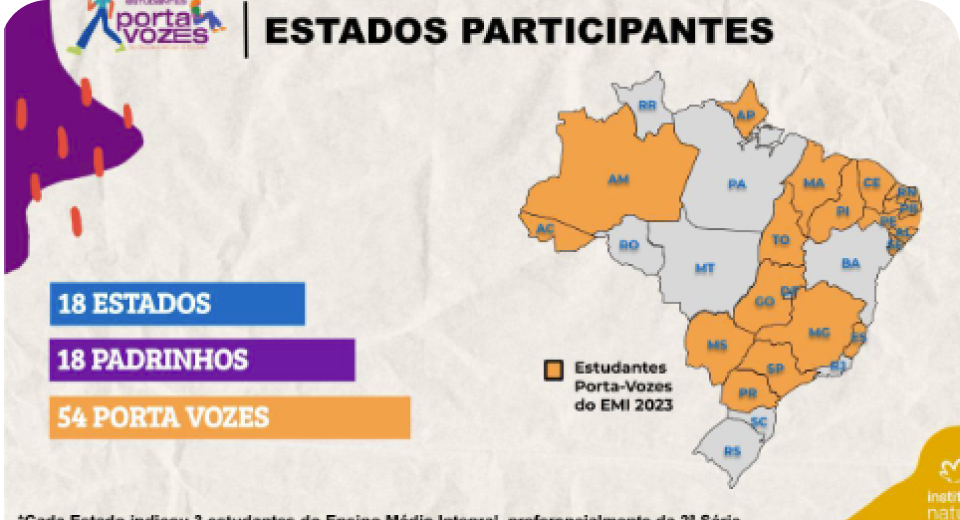 ESTUDANTES
porta
VOZES
ESTADOS PARTICIPANTES
RR
AP
AM
PA
MA
CE
RN
PB
PI
PE
AL
AC
TO
SE
RO
BA
MT
DF
GO
MG
ES
MS
SP
RJ
PR
SC
RS
18 ESTADOS
18 PADRINHOS
54 PORTA VOZES
Estudantes
Porta-Vozes
do EMI 2023
instit
natu
*Cada Estado indicou 3 estudantes do Ensino Médio Integral, preferencialmente da 2ª Série